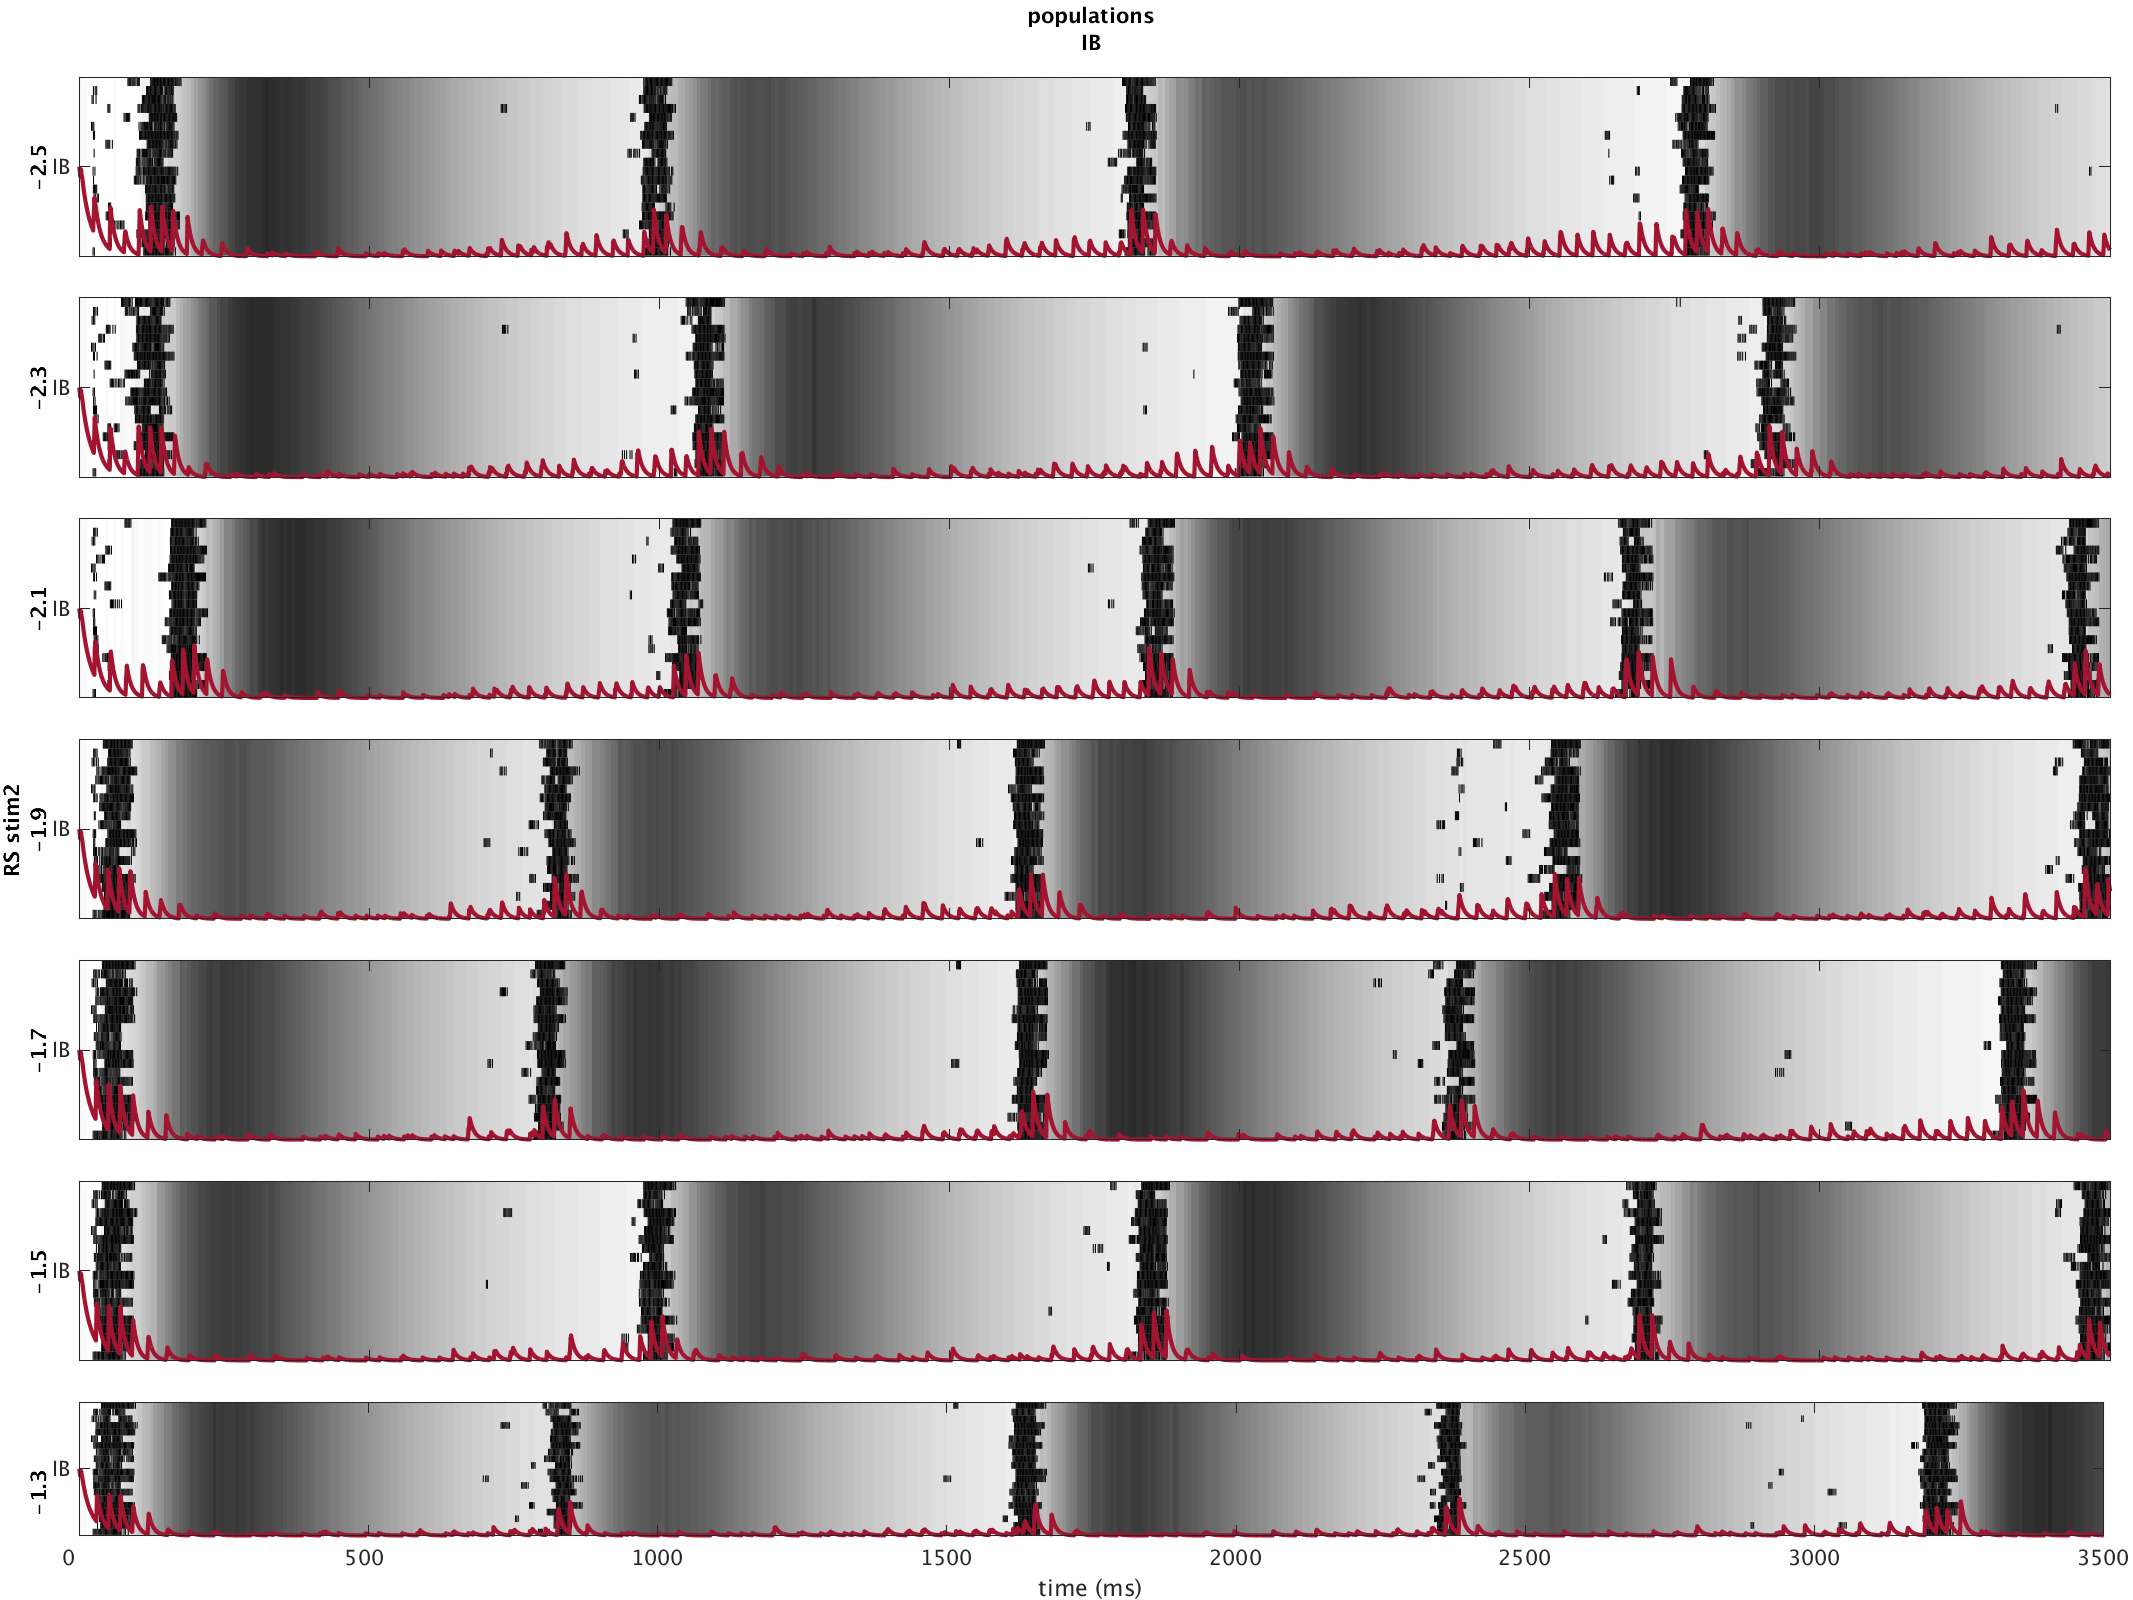 populations
IB
-2.5 IB
-2.3 IB
-2.1 IB
RS stim2
-1.9 IB
-1.7 IB
-1.5 IB
-1.3 IB
0 500 1000 1500 2000 2500 3000 3500
time (ms)